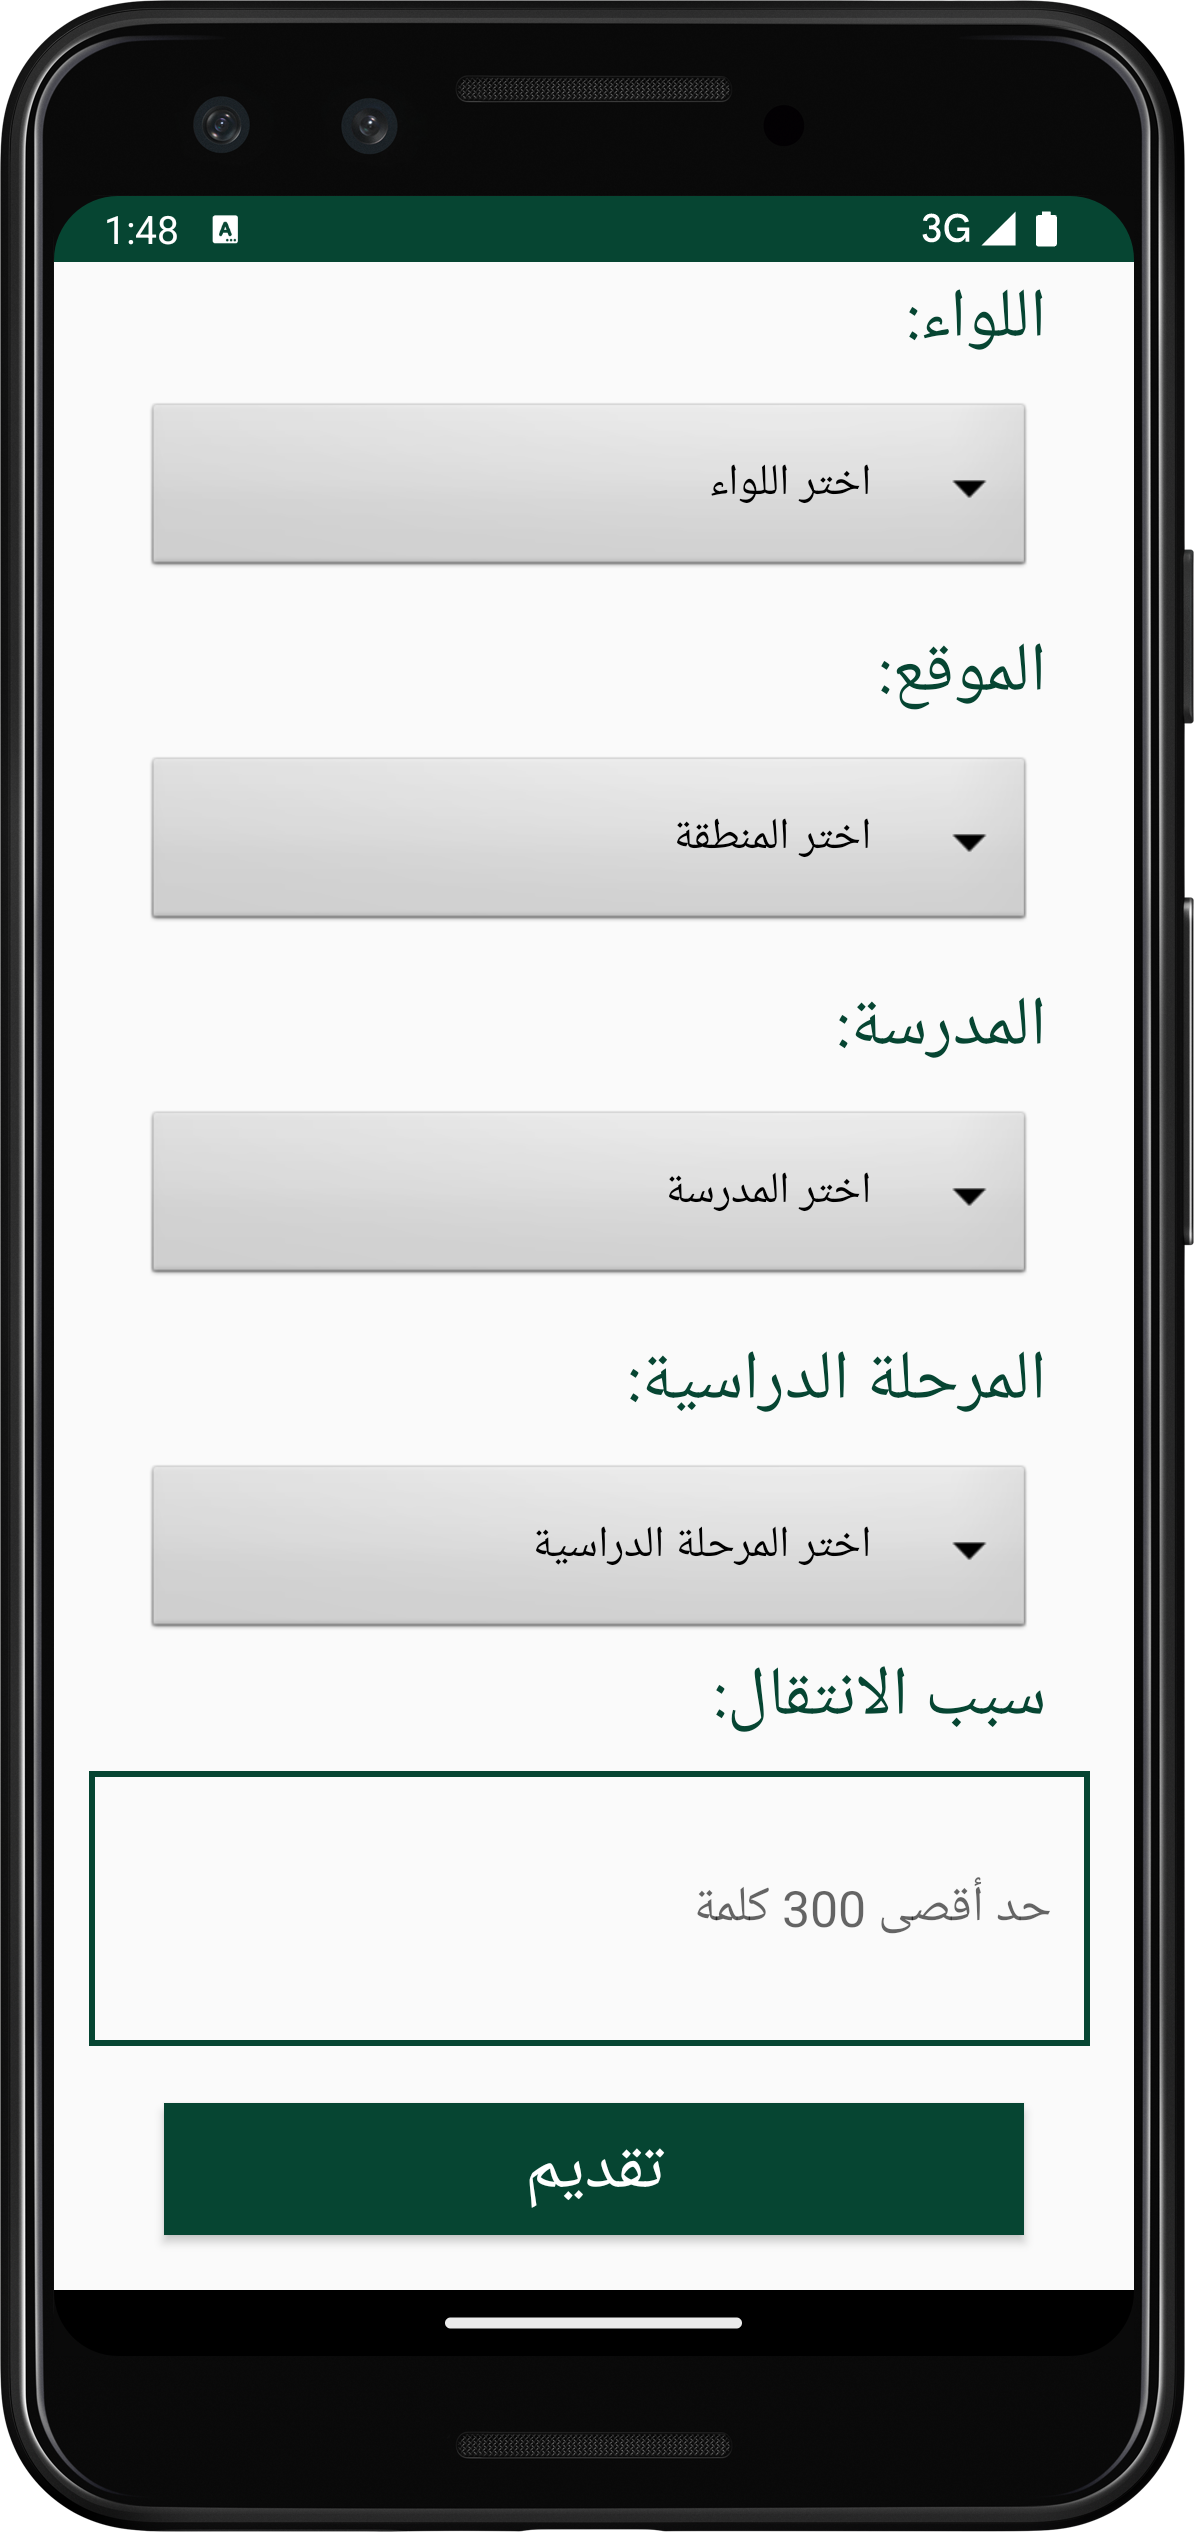 1:48
3G
اللواء:
اختر اللواء
الموقع:
اختر المنطقة
المدرسة:
اختر المدرسة
المرحلة الدراسية:
اختر المرحلة الدراسية
سبب الانتقال:
حد أقصى 300 كلمة
تقديم